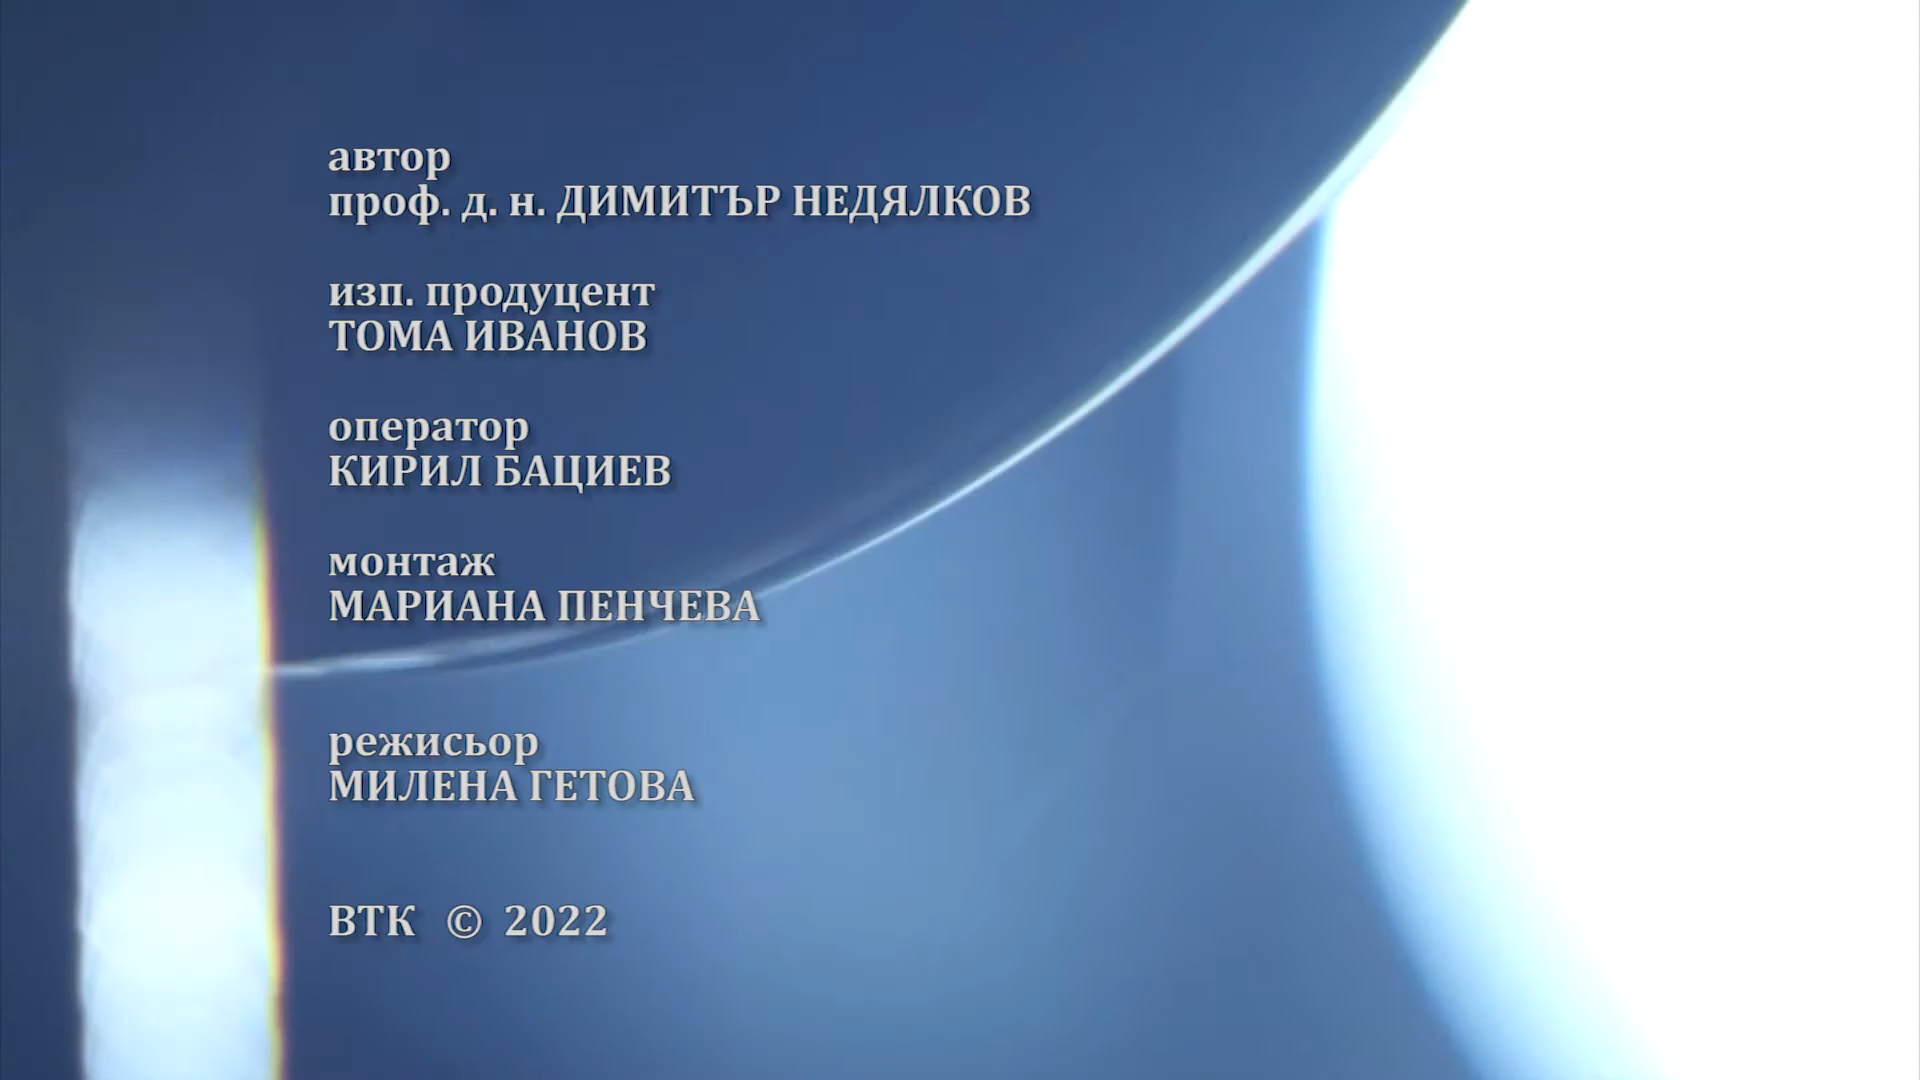 автор
проф. д. н. ДИМИТЪР НЕДЯЛКОВ
изп. продуцент
ТОМА ИВАНОВ
оператор
КИРИЛ БАЦИЕВ
монтаж
МАРИАНА ПЕНЧЕВА
режисьор
МИЛЕНА ГЕТОВА
ВТК © 2022